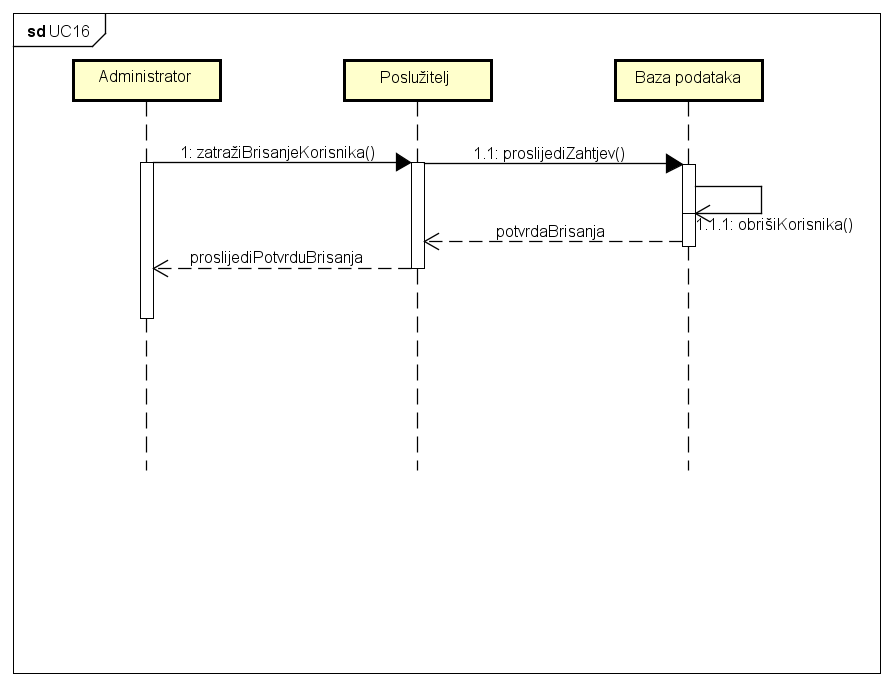 sd UC16
Administrator
Poslužitelj
Baza podataka
1: zatražiBrisanjeKorisnika()
1.1: proslijediZahtjev()
1.1.1: obrišiKorisnika()
potvrdaBrisanja
proslijediPotvrduBrisanja